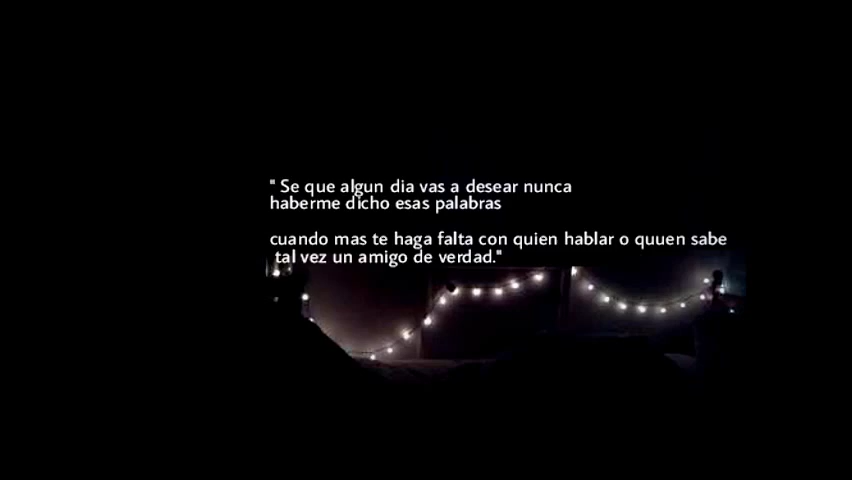 " Se que algun dia vas a desear nunca
haberme dicho esas palabras
cuando mas te haga falta con quien hablar o quuen sabe
tal vez un amigo de verdad."